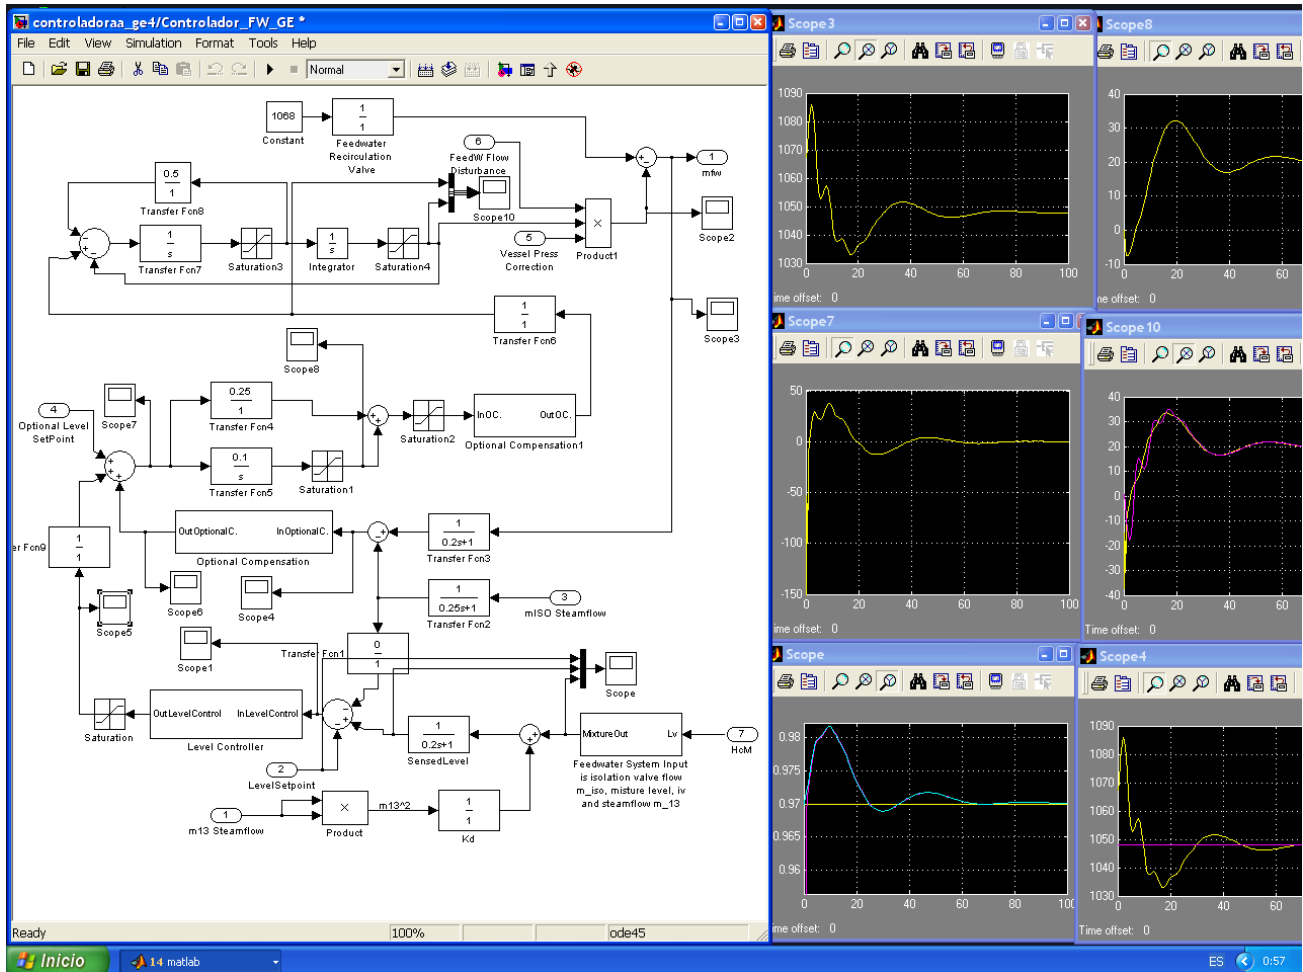 controladoraa_ge4/Controlador_FW_GE *
File Edit View Simulation Format Tools Help
Normal
1068
Constant
1
1
Feedwater
Recirculation
Valve
6
FeedW Flow
Disturbance
1
mfw
0.5
1
Transfer Fcn8
Scope10
Scope2
1
s
Transfer Fcn7
Saturation3
1
s
Integrator
Saturation4
5
Vessel Press
Correction
×
Product1
1
1
Transfer Fcn6
Scope3
Scope8
4
Optional Level
SetPoint
Scope7
0.25
1
Transfer Fcn4
Saturation2
InOC. OutOC.
Optional Compensation1
0.1
s
Transfer Fcn5
Saturation1
1
1
er Fcn9
OutOptionalC. InOptionalC.
Optional Compensation
1
0.2s+1
Transfer Fcn3
Scope6
Scope4
1
0.25s+1
Transfer Fcn2
3
mISO Steamflow
Scope5
Scope1
Transfer Fcn1
0
1
Scope
Saturation
OutLevelControl InLevelControl
Level Controller
1
0.2s+1
SensedLevel
MixtureOut Lv
Feedwater System Input
is isolation valve flow
m_iso, misture level, iv
and steamflow m_13
7
HcM
2
LevelSetpoint
1
m13 Steamflow
×
Product
m13^2
1
1
Kd
Ready 100% ode45
Scope3
1090
1080
1070
1060
1050
1040
1030
0 20 40 60 80 100
Time offset: 0
Scope8
40
30
20
10
0
-10
0 20 40 60
me offset: 0
Scope7
50
0
-50
-100
-150
0 20 40 60 80 100
Time offset: 0
Scope10
40
30
20
10
0
-10
-20
-30
-40
0 20 40 60
Time offset: 0
Scope
0.98
0.975
0.97
0.965
0.96
0 20 40 60 80 100
me offset: 0
Scope4
1090
1080
1070
1060
1050
1040
1030
0 20 40 60
Time offset: 0
Inicio
14 matlab
ES 0:57